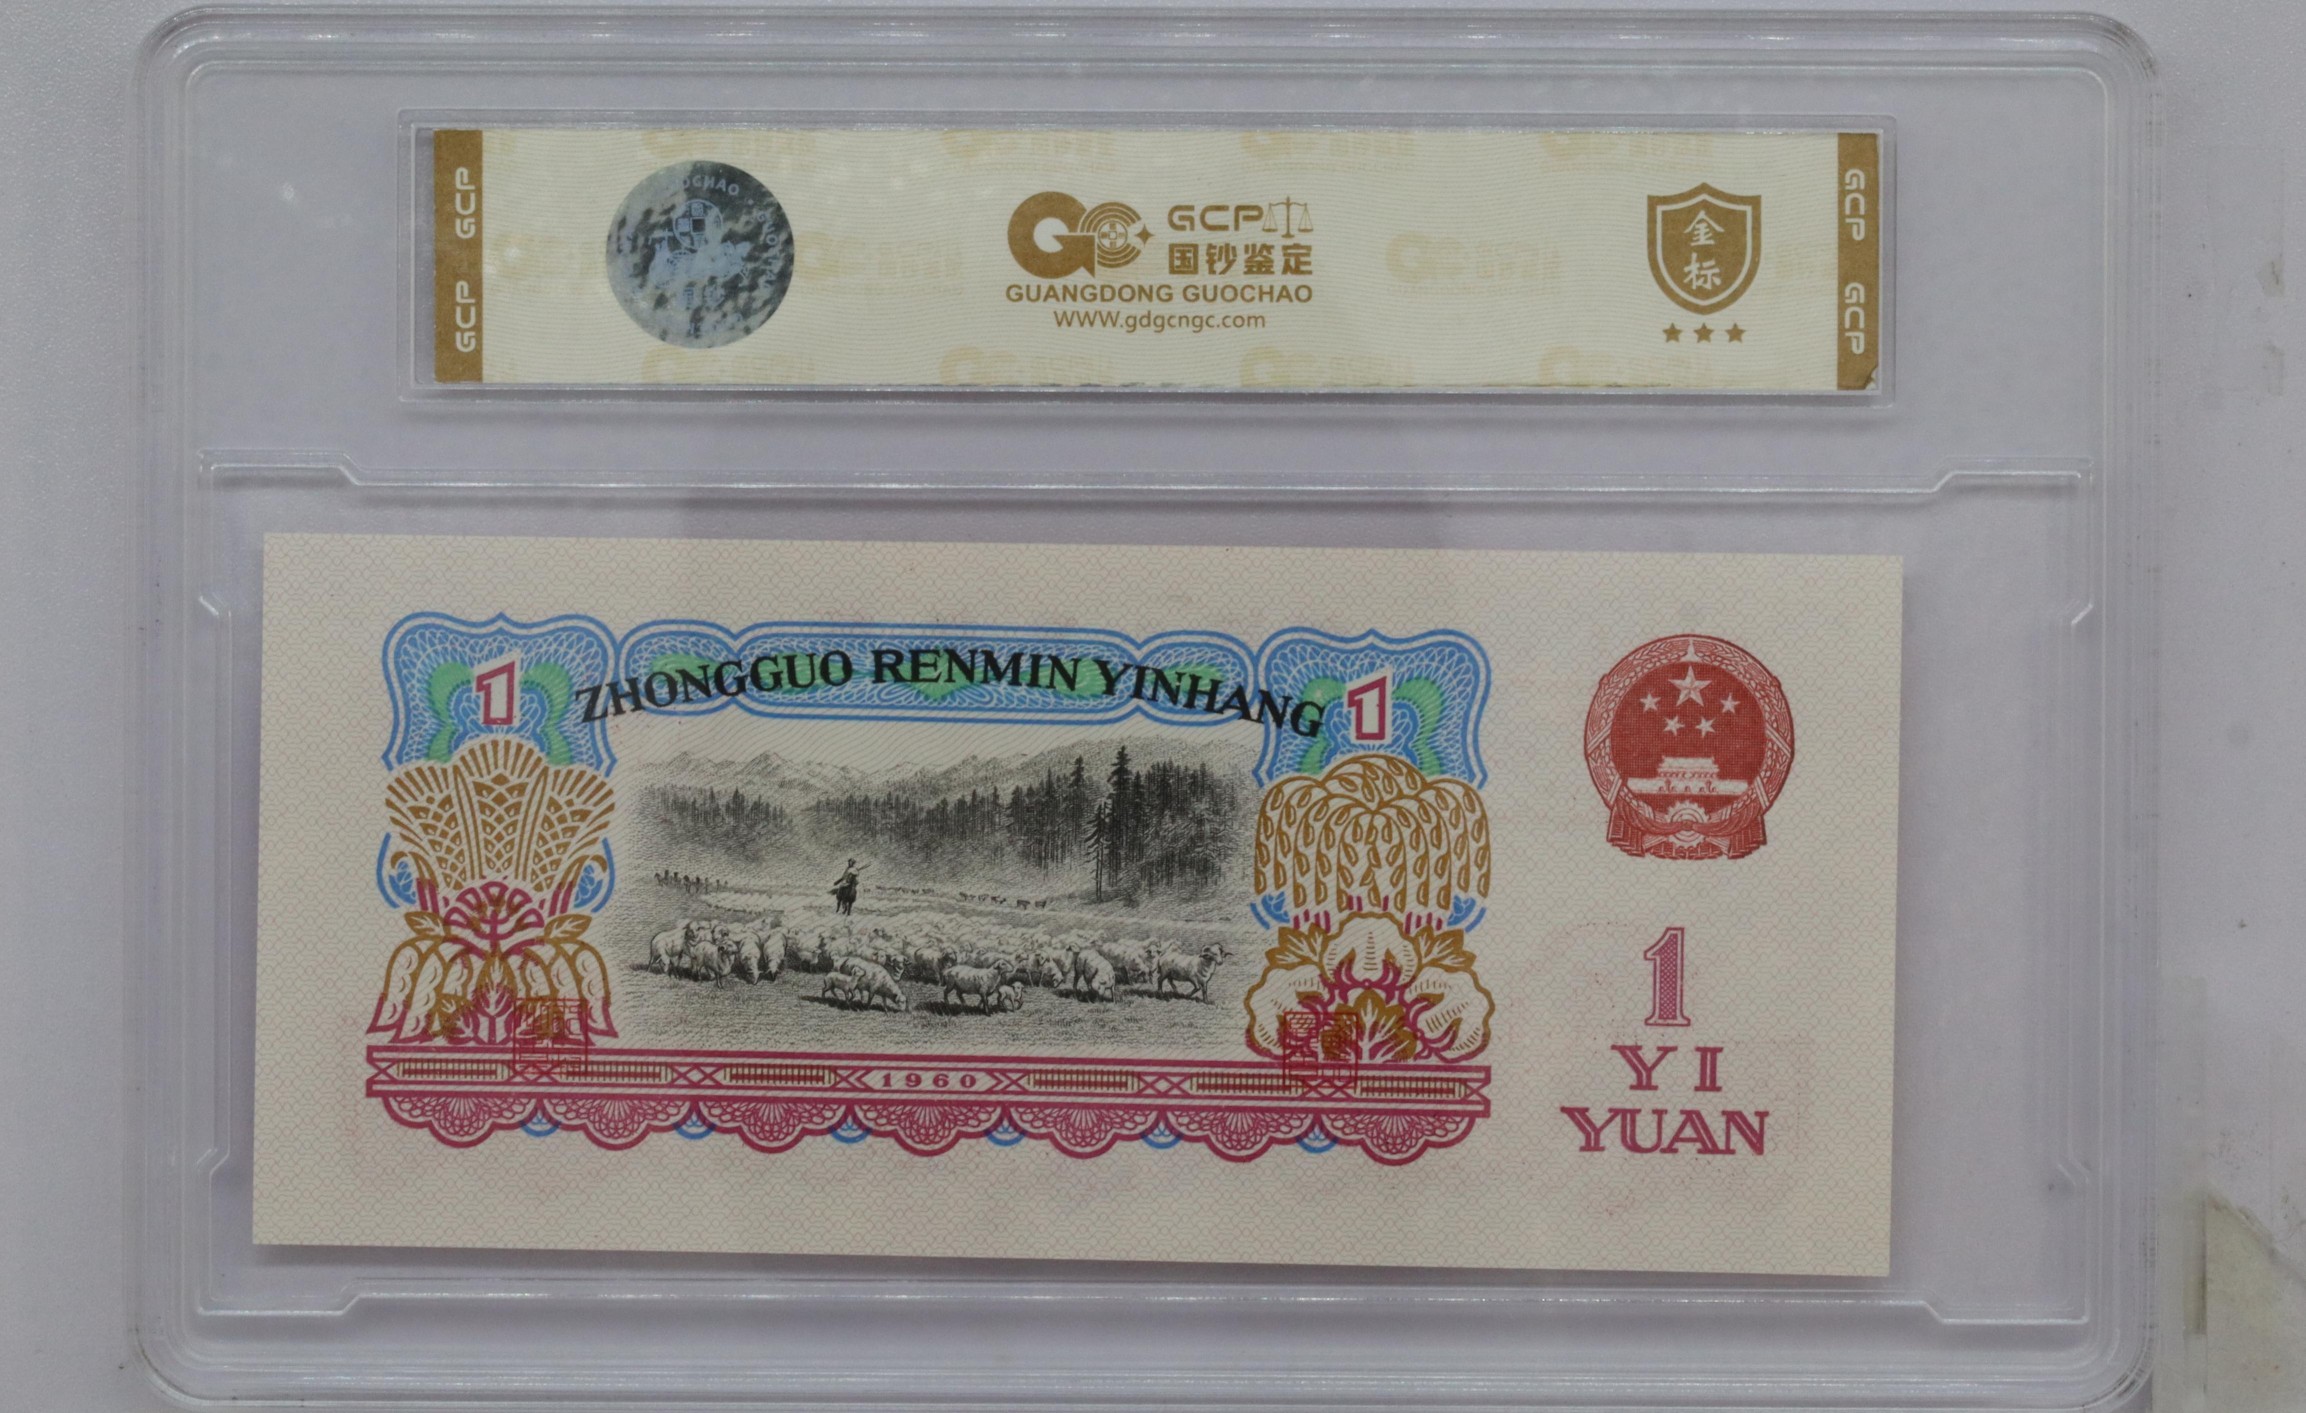 GCP GCP
GCP
国钞鉴定
GUANGDONG GUOCHAO
www.gdgcngc.com
金标
GCP GCP
ZHONGGUO RENMIN YINHANG
1
1
1960
1
YI
YUAN